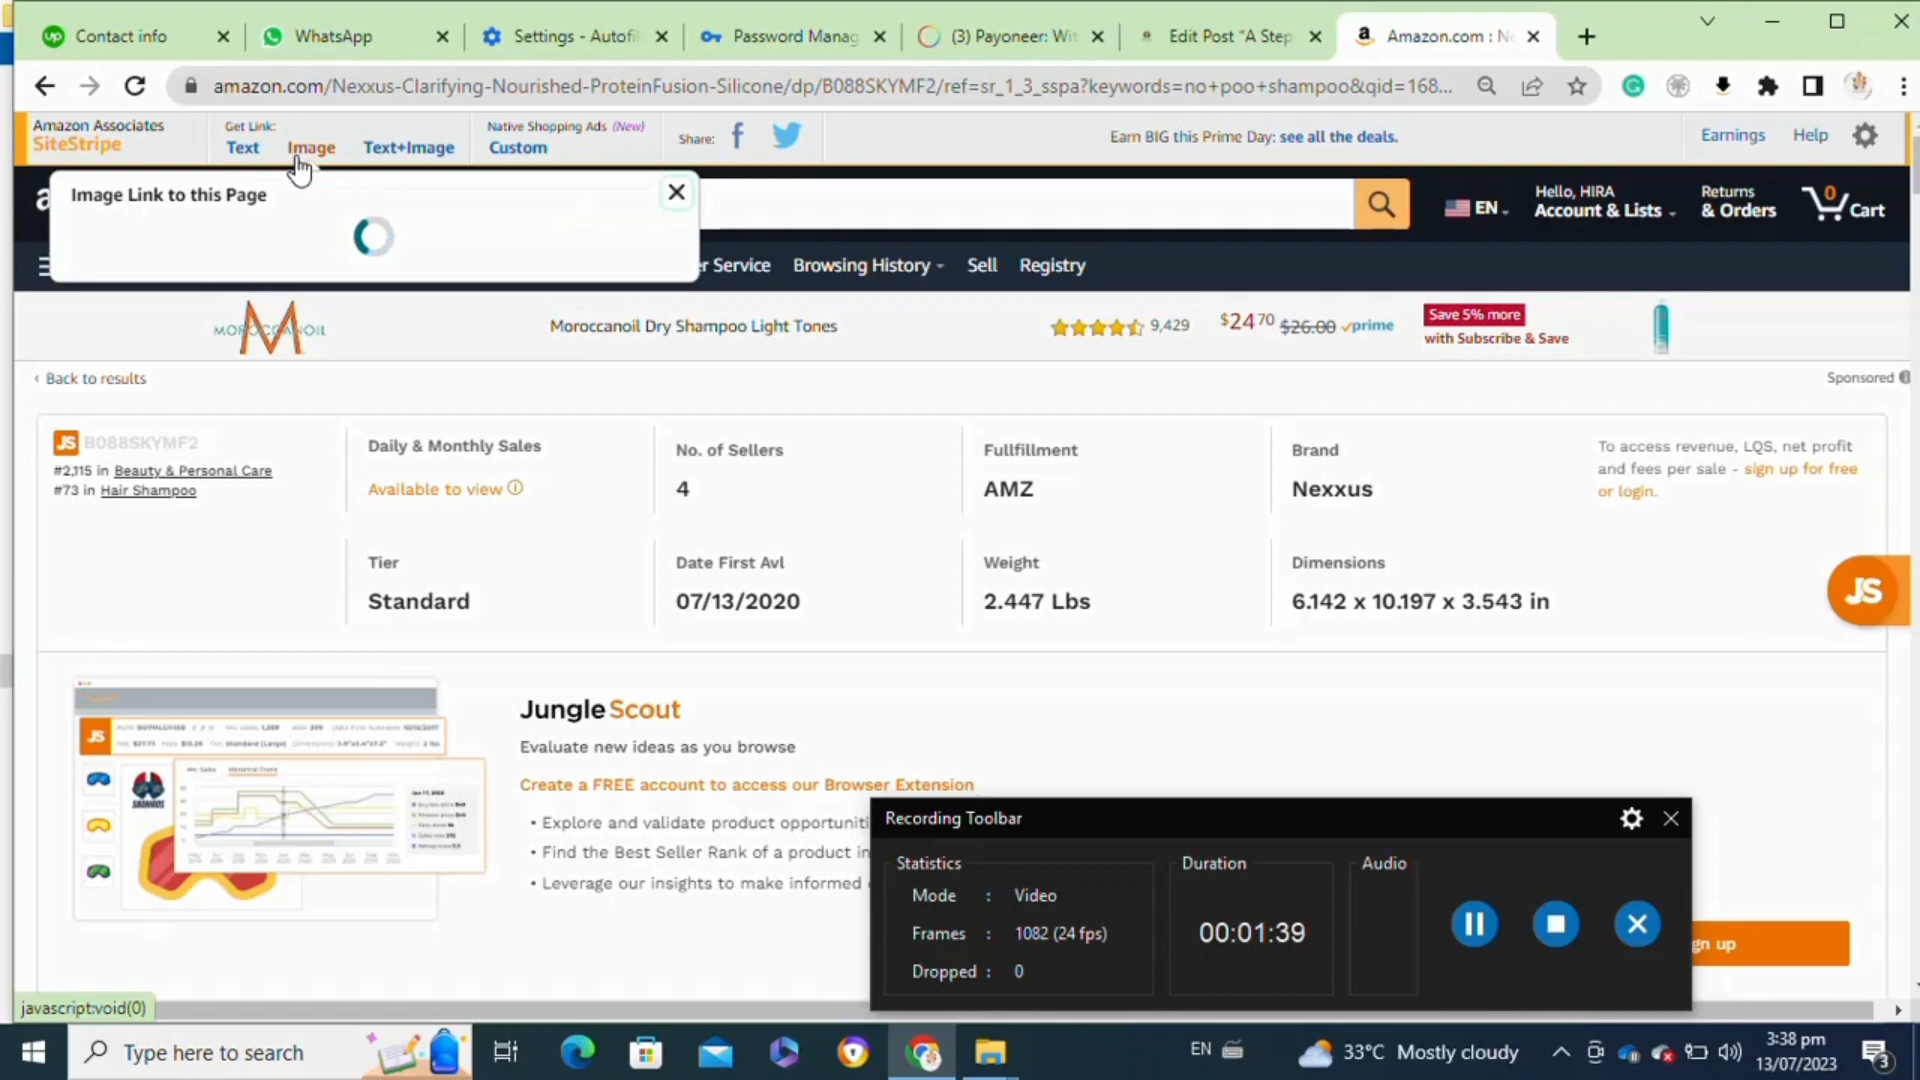 Contact info
WhatsApp
Settings - Autofil
Password Manag
(3) Payoneer: Wit
Edit Post "A Step
Amazon.com : Ne
amazon.com/Nexxus-Clarifying-Nourished-ProteinFusion-Silicone/dp/B088SKYMF2/ref=sr_1_3_sspa?keywords=no+poo+shampoo&qid=168...
Amazon Associates
SiteStripe
Get Link:
Text Image Text+Image
Native Shopping Ads (New)
Custom
Share:
Earn BIG this Prime Day: see all the deals.
Earnings
Help
Image Link to this Page
EN
Hello, HIRA
Account & Lists
Returns
& Orders
0
Cart
r Service
Browsing History
Sell
Registry
MOROCCANOIL
Moroccanoil Dry Shampoo Light Tones
9,429
$24.70 $26.00 prime
Save 5% more
with Subscribe & Save
‹ Back to results
Sponsored
JS B088SKYMF2
#2,115 in Beauty & Personal Care
#73 in Hair Shampoo
Daily & Monthly Sales
Available to view
No. of Sellers
4
Fullfillment
AMZ
Brand
Nexxus
To access revenue, LQS, net profit
and fees per sale - sign up for free
or login.
Tier
Standard
Date First Avl
07/13/2020
Weight
2.447 Lbs
Dimensions
6.142 x 10.197 x 3.543 in
JS
JS
Jungle Scout
Evaluate new ideas as you browse
Create a FREE account to access our Browser Extension
• Explore and validate product opportuniti
• Find the Best Seller Rank of a product in
• Leverage our insights to make informed
gn up
Recording Toolbar
Statistics
Mode : Video
Frames : 1082 (24 fps)
Dropped : 0
Duration
00:01:39
Audio
javascript:void(0)
Type here to search
EN
33°C Mostly cloudy
3:38 pm
13/07/2023
3